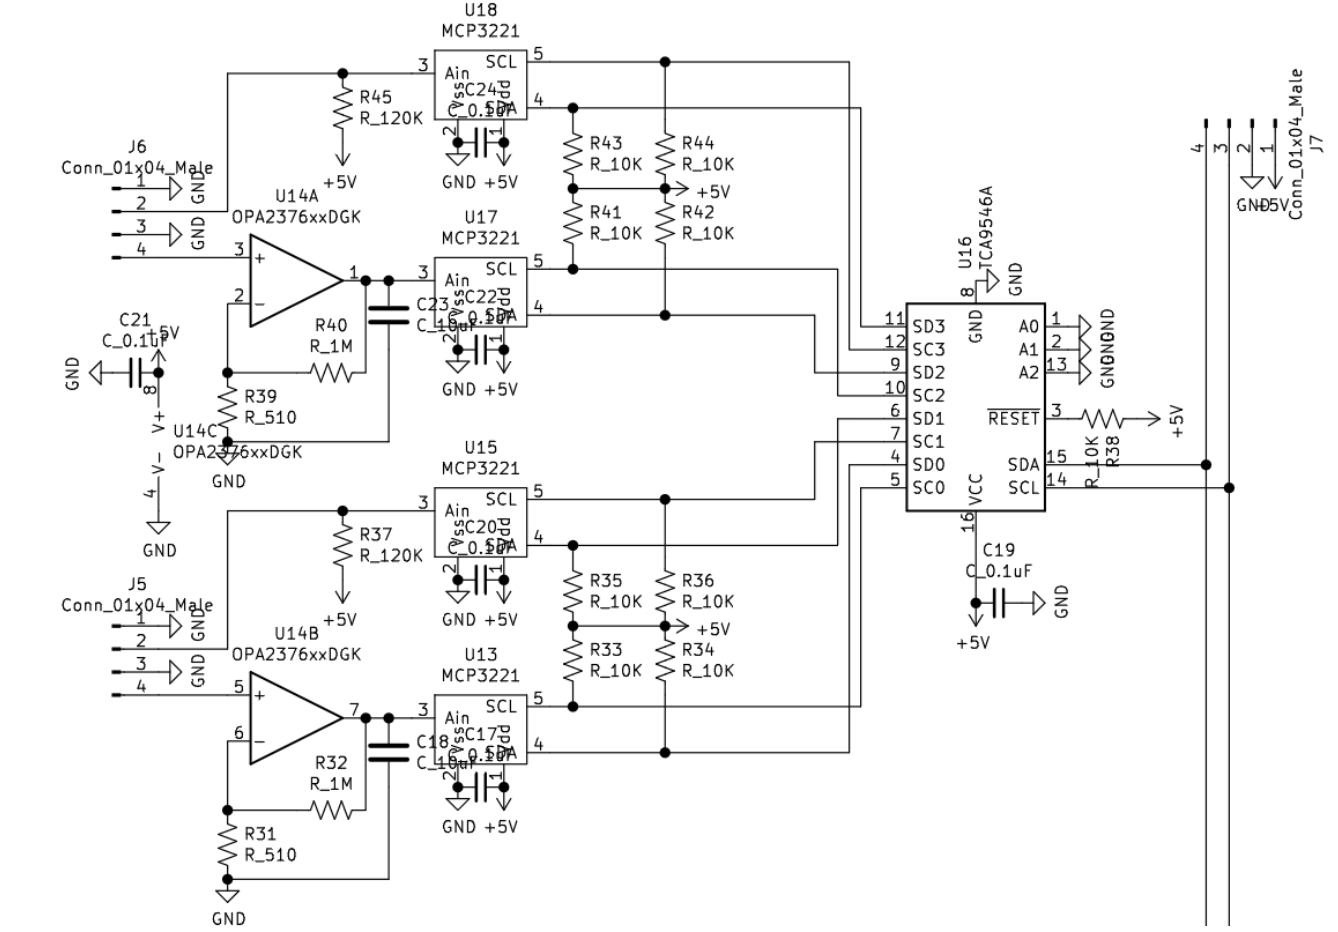 U18
MCP3221
3
Ain
SCL
5
4
SDA
Vss
Vdd
C24
C_0.1uF
2
1
GND
+5V
R45
R_120K
+5V
J6
Conn_01x04_Male
1
GND
2
3
GND
4
U14A
OPA2376xxDGK
3
+
2
−
1
R40
R_1M
R39
R_510
GND
C23
C_10uF
U17
MCP3221
3
Ain
SCL
5
4
SDA
Vss
Vdd
C22
C_0.1uF
2
1
GND
+5V
R43
R_10K
R44
R_10K
+5V
R41
R_10K
R42
R_10K
C21
C_0.1uF
+5V
GND
8
V+
U14C
OPA2376xxDGK
V−
4
GND
U15
MCP3221
3
Ain
SCL
5
4
SDA
Vss
Vdd
C20
C_0.1uF
2
1
GND
+5V
R37
R_120K
+5V
J5
Conn_01x04_Male
1
GND
2
3
GND
4
U14B
OPA2376xxDGK
5
+
6
−
7
R32
R_1M
R31
R_510
GND
C18
C_10uF
U13
MCP3221
3
Ain
SCL
5
4
SDA
Vss
Vdd
C17
C_0.1uF
2
1
GND
+5V
R35
R_10K
R36
R_10K
+5V
R33
R_10K
R34
R_10K
U16
TCA9546A
8
GND
GND
11
SD3
12
SC3
9
SD2
10
SC2
6
SD1
7
SC1
4
SD0
5
SC0
A0
1
GND
A1
2
GND
A2
13
GND
RESET
3
R_10K
R38
+5V
SDA
15
SCL
14
VCC
16
C19
C_0.1uF
GND
+5V
4
3
2
1
GND
+5V
Conn_01x04_Male
J7